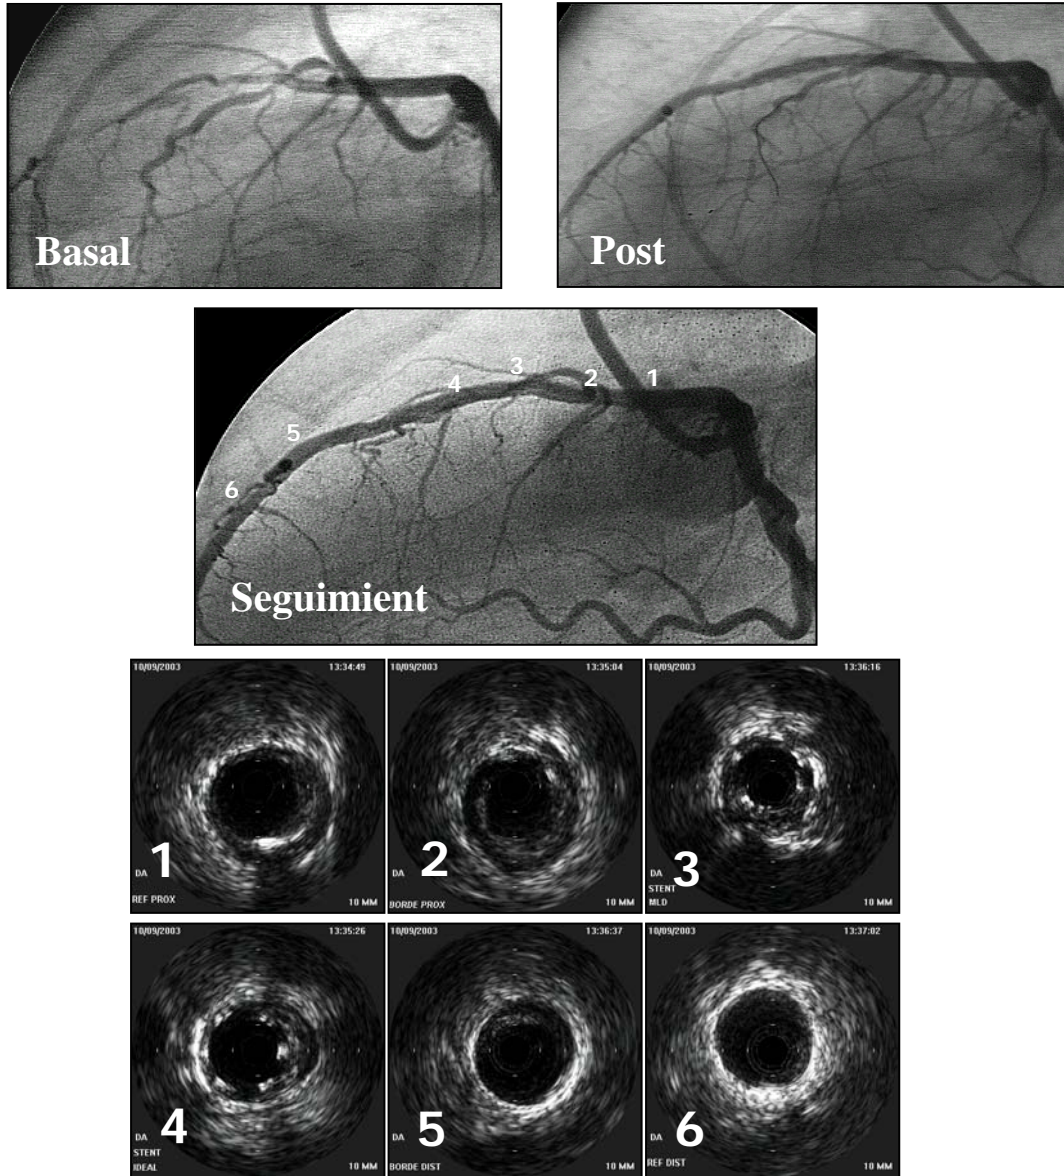 Basal
Post
1
2
3
4
5
6
Seguimient
10/09/2003 13:34:49
1
DA
REF PROX 10 MM
10/09/2003 13:35:04
2
DA
BORDE PROX 10 MM
10/09/2003 13:36:16
3
DA
STENT
MLD 10 MM
10/09/2003 13:35:26
4
DA
STENT
IDEAL 10 MM
10/09/2003 13:36:37
5
DA
BORDE DIST 10 MM
10/09/2003 13:37:02
6
DA
REF DIST 10 MM